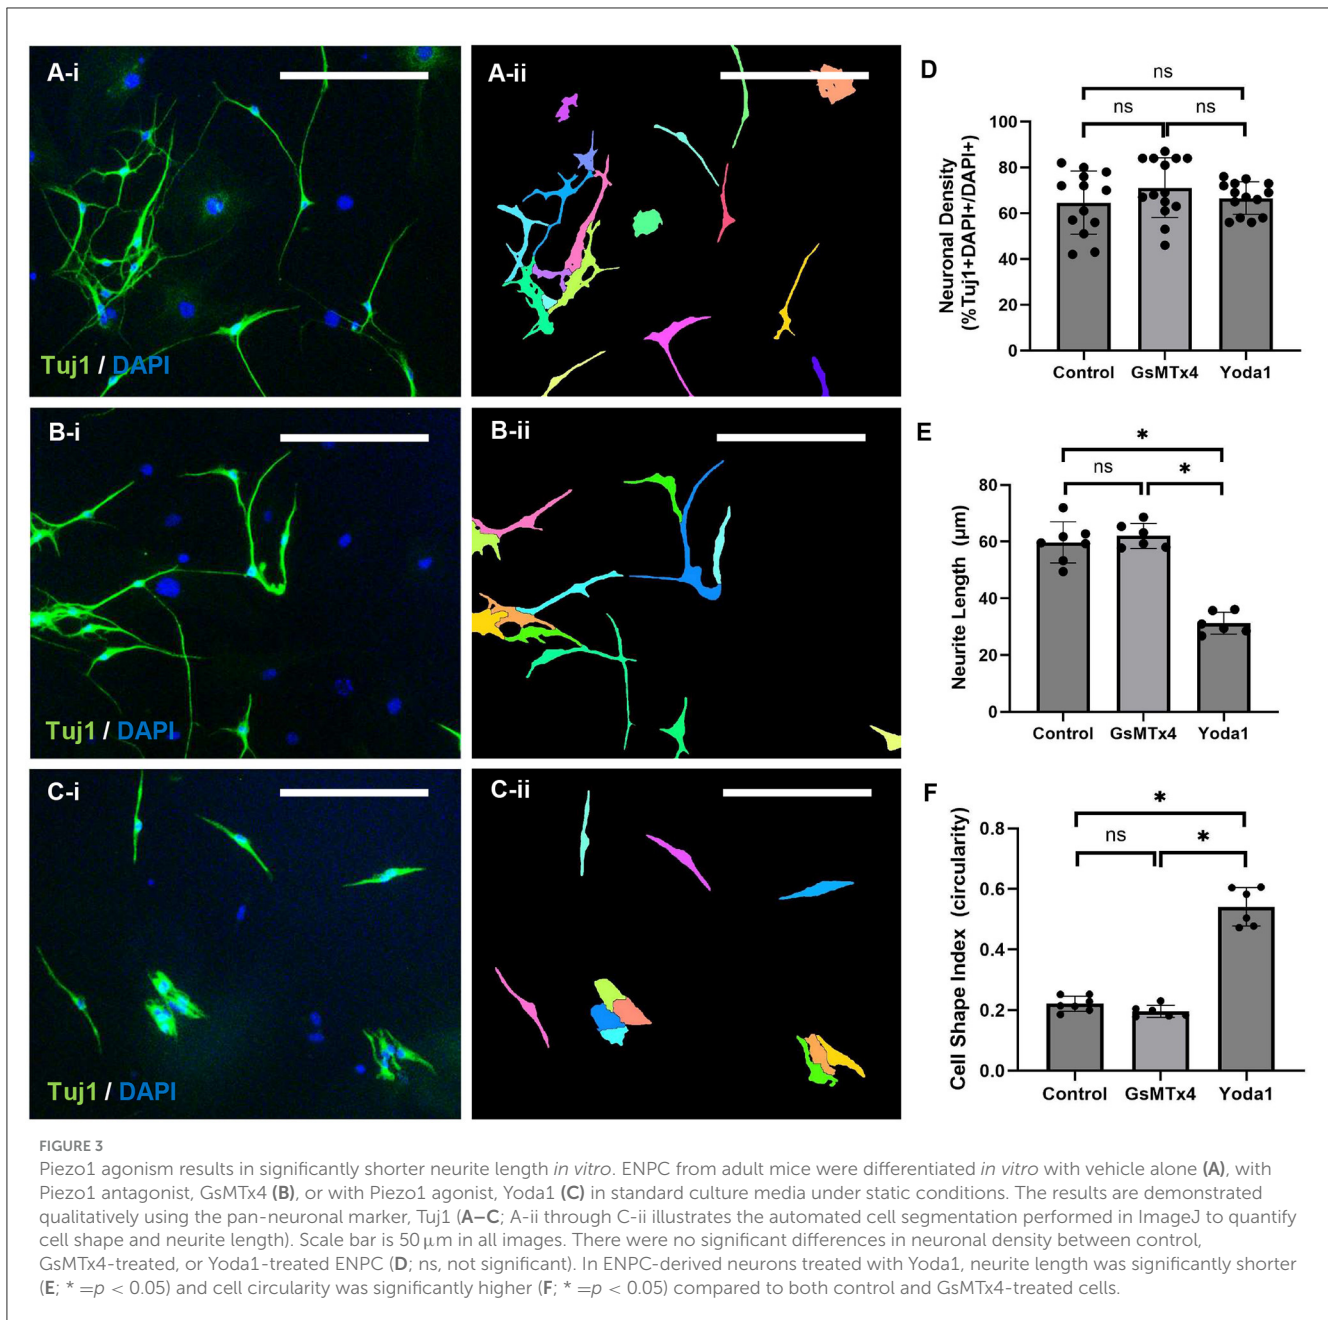 A-i
A-ii
Tuj1 / DAPI
B-i
B-ii
Tuj1 / DAPI
C-i
C-ii
Tuj1 / DAPI
D
ns
ns
ns
Neuronal Density
(%Tuj1+DAPI+/DAPI+)
100
80
60
40
20
0
Control
GsMTx4
Yoda1
E
*
ns
*
Neurite Length (µm)
80
60
40
20
0
Control
GsMTx4
Yoda1
F
*
ns
*
Cell Shape Index (circularity)
0.8
0.6
0.4
0.2
0.0
Control
GsMTx4
Yoda1
FIGURE 3
Piezo1 agonism results in significantly shorter neurite length in vitro. ENPC from adult mice were differentiated in vitro with vehicle alone (A), with
Piezo1 antagonist, GsMTx4 (B), or with Piezo1 agonist, Yoda1 (C) in standard culture media under static conditions. The results are demonstrated
qualitatively using the pan-neuronal marker, Tuj1 (A–C; A-ii through C-ii illustrates the automated cell segmentation performed in ImageJ to quantify
cell shape and neurite length). Scale bar is 50 µm in all images. There were no significant differences in neuronal density between control,
GsMTx4-treated, or Yoda1-treated ENPC (D; ns, not significant). In ENPC-derived neurons treated with Yoda1, neurite length was significantly shorter
(E; * =p < 0.05) and cell circularity was significantly higher (F; * =p < 0.05) compared to both control and GsMTx4-treated cells.